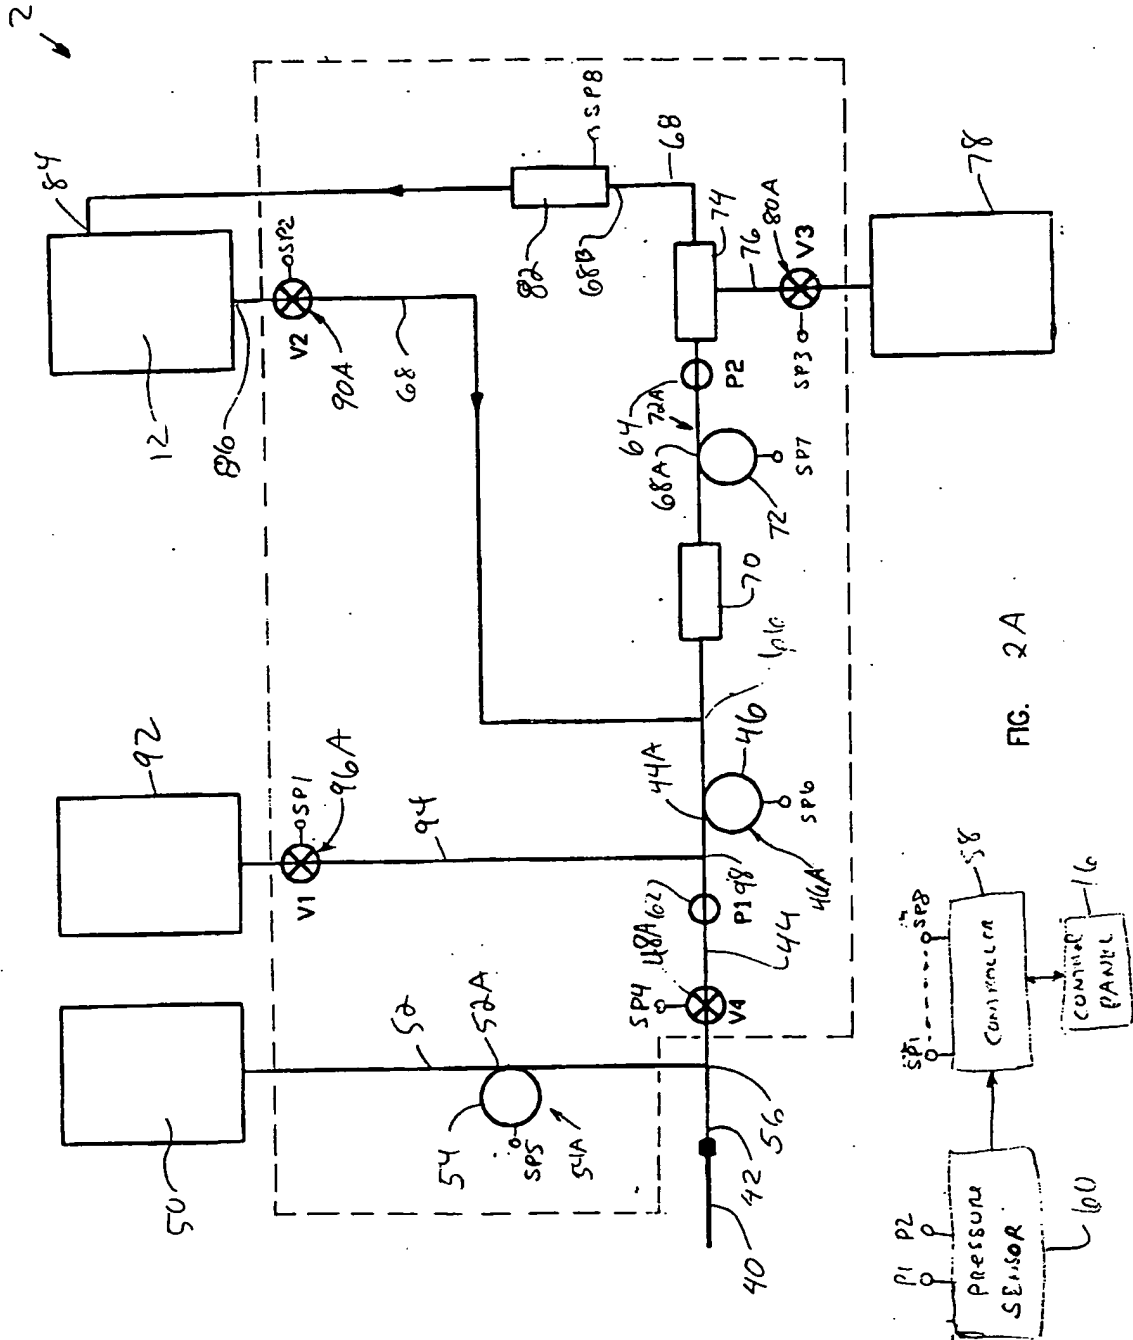 2
84
12
86
V2
SP2
90A
68
82
SP8
68B
68
74
76
80A
V3
SP3
78
P2
64
72A
68A
72
SP7
70
66
92
V1
SP1
96A
94
44A
46
46A
SP6
98
P1
62
48A
44
SP4
V4
50
52
52A
54
SP5
54A
56
42
40
FIG. 2A
SP1
SP8
CONTROLLER
58
CONTROL
PANEL
16
P1
P2
PRESSURE
SENSOR
60